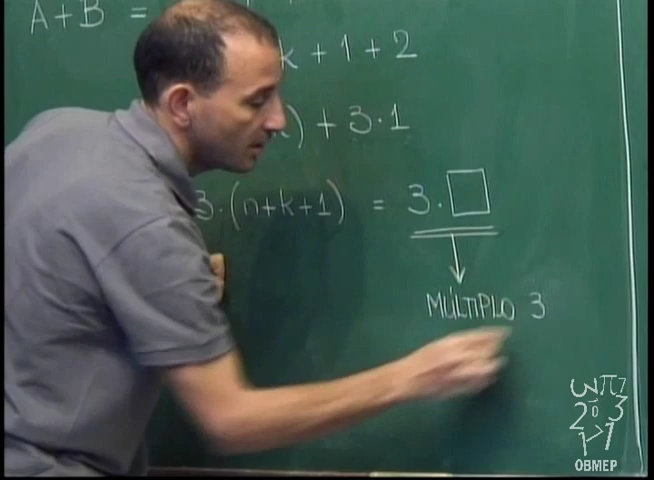 A + B =
k + 1 + 2
) + 3·1
3·(n+k+1) = 3·□
MÚLTIPLO 3
OBMEP